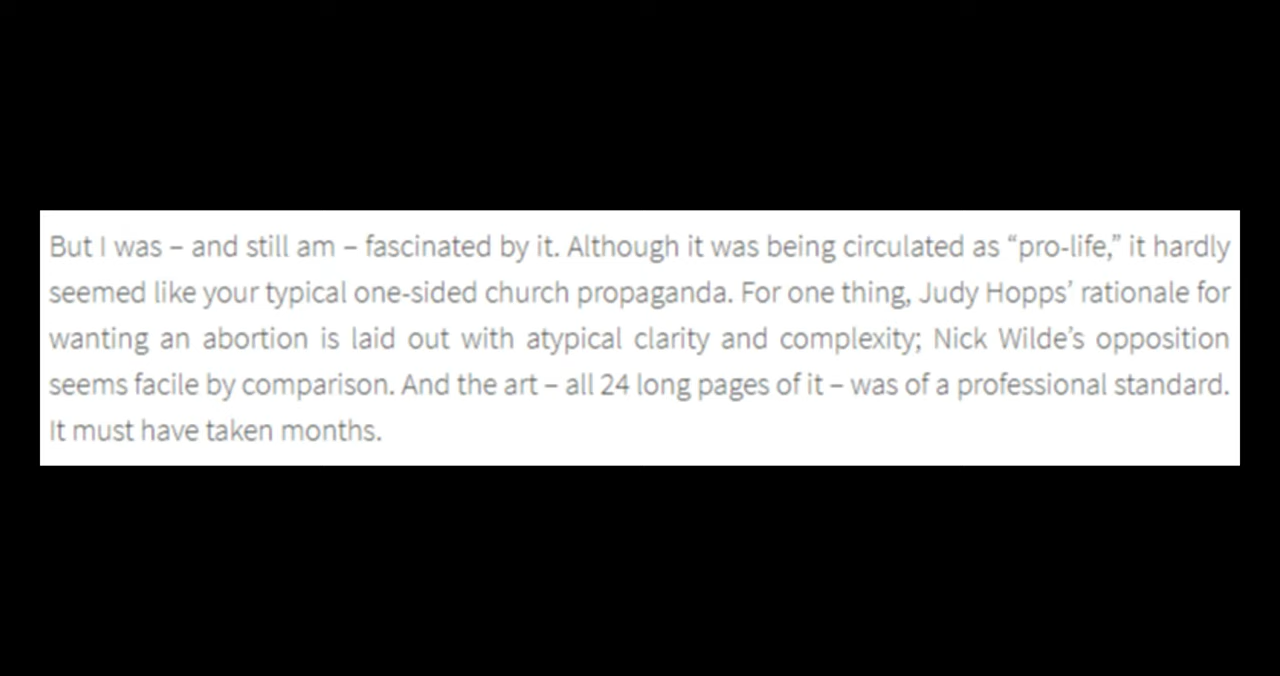 But I was – and still am – fascinated by it. Although it was being circulated as “pro-life,” it hardly
seemed like your typical one-sided church propaganda. For one thing, Judy Hopps’ rationale for
wanting an abortion is laid out with atypical clarity and complexity; Nick Wilde’s opposition
seems facile by comparison. And the art – all 24 long pages of it – was of a professional standard.
It must have taken months.